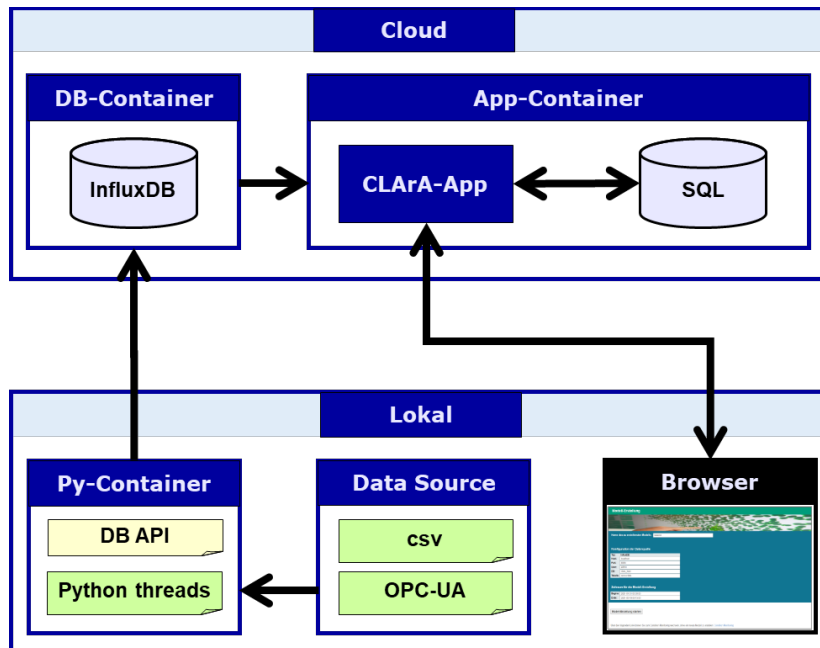 Cloud
DB-Container
App-Container
InfluxDB
CLArA-App
SQL
Lokal
Py-Container
Data Source
Browser
DB API
csv
Python threads
OPC-UA